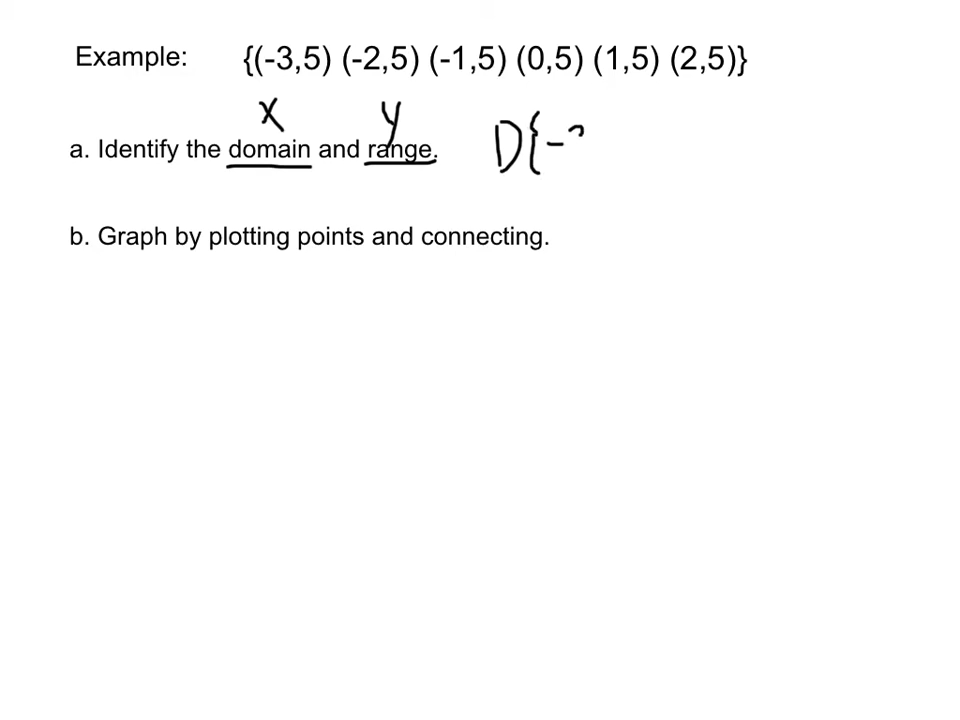 Example: {(-3,5) (-2,5) (-1,5) (0,5) (1,5) (2,5)}
x y
a. Identify the domain and range. D{-
b. Graph by plotting points and connecting.